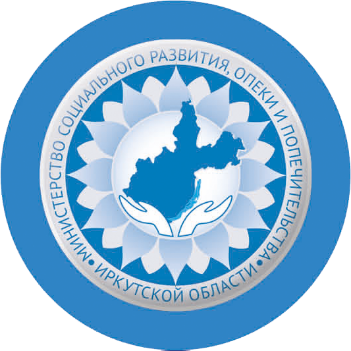 МИНИСТЕРСТВО СОЦИАЛЬНОГО РАЗВИТИЯ, ОПЕКИ И ПОПЕЧИТЕЛЬСТВА
• ИРКУТСКОЙ ОБЛАСТИ •